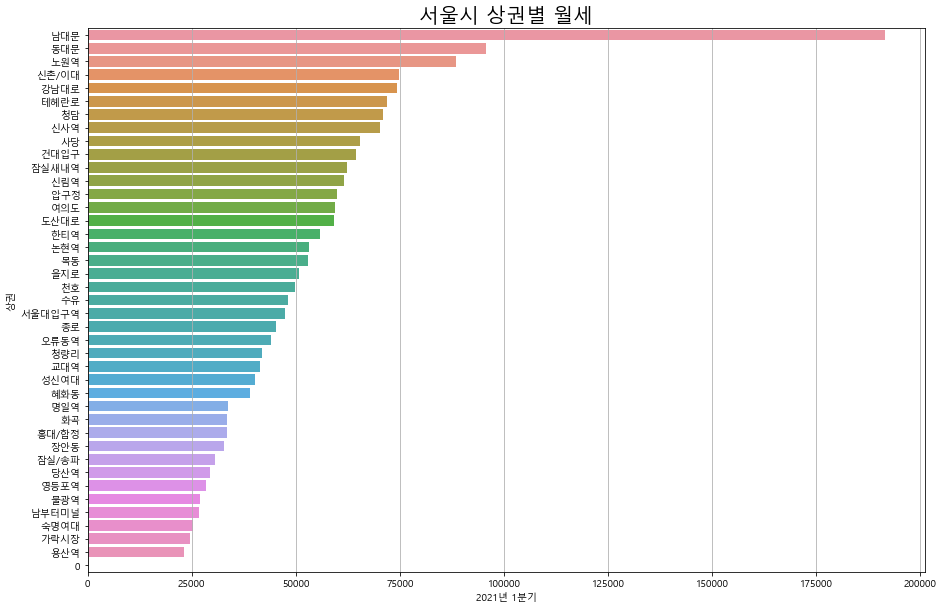 서울시 상권별 월세
남대문
동대문
노원역
신촌/이대
강남대로
테헤란로
청담
신사역
사당
건대입구
잠실새내역
신림역
압구정
여의도
도산대로
한티역
논현역
목동
을지로
천호
수유
서울대입구역
종로
오류동역
청량리
교대역
성신여대
혜화동
명일역
화곡
홍대/합정
장안동
잠실/송파
당산역
영등포역
불광역
남부터미널
숙명여대
가락시장
용산역
0
상권
0 25000 50000 75000 100000 125000 150000 175000 200000
2021년 1분기